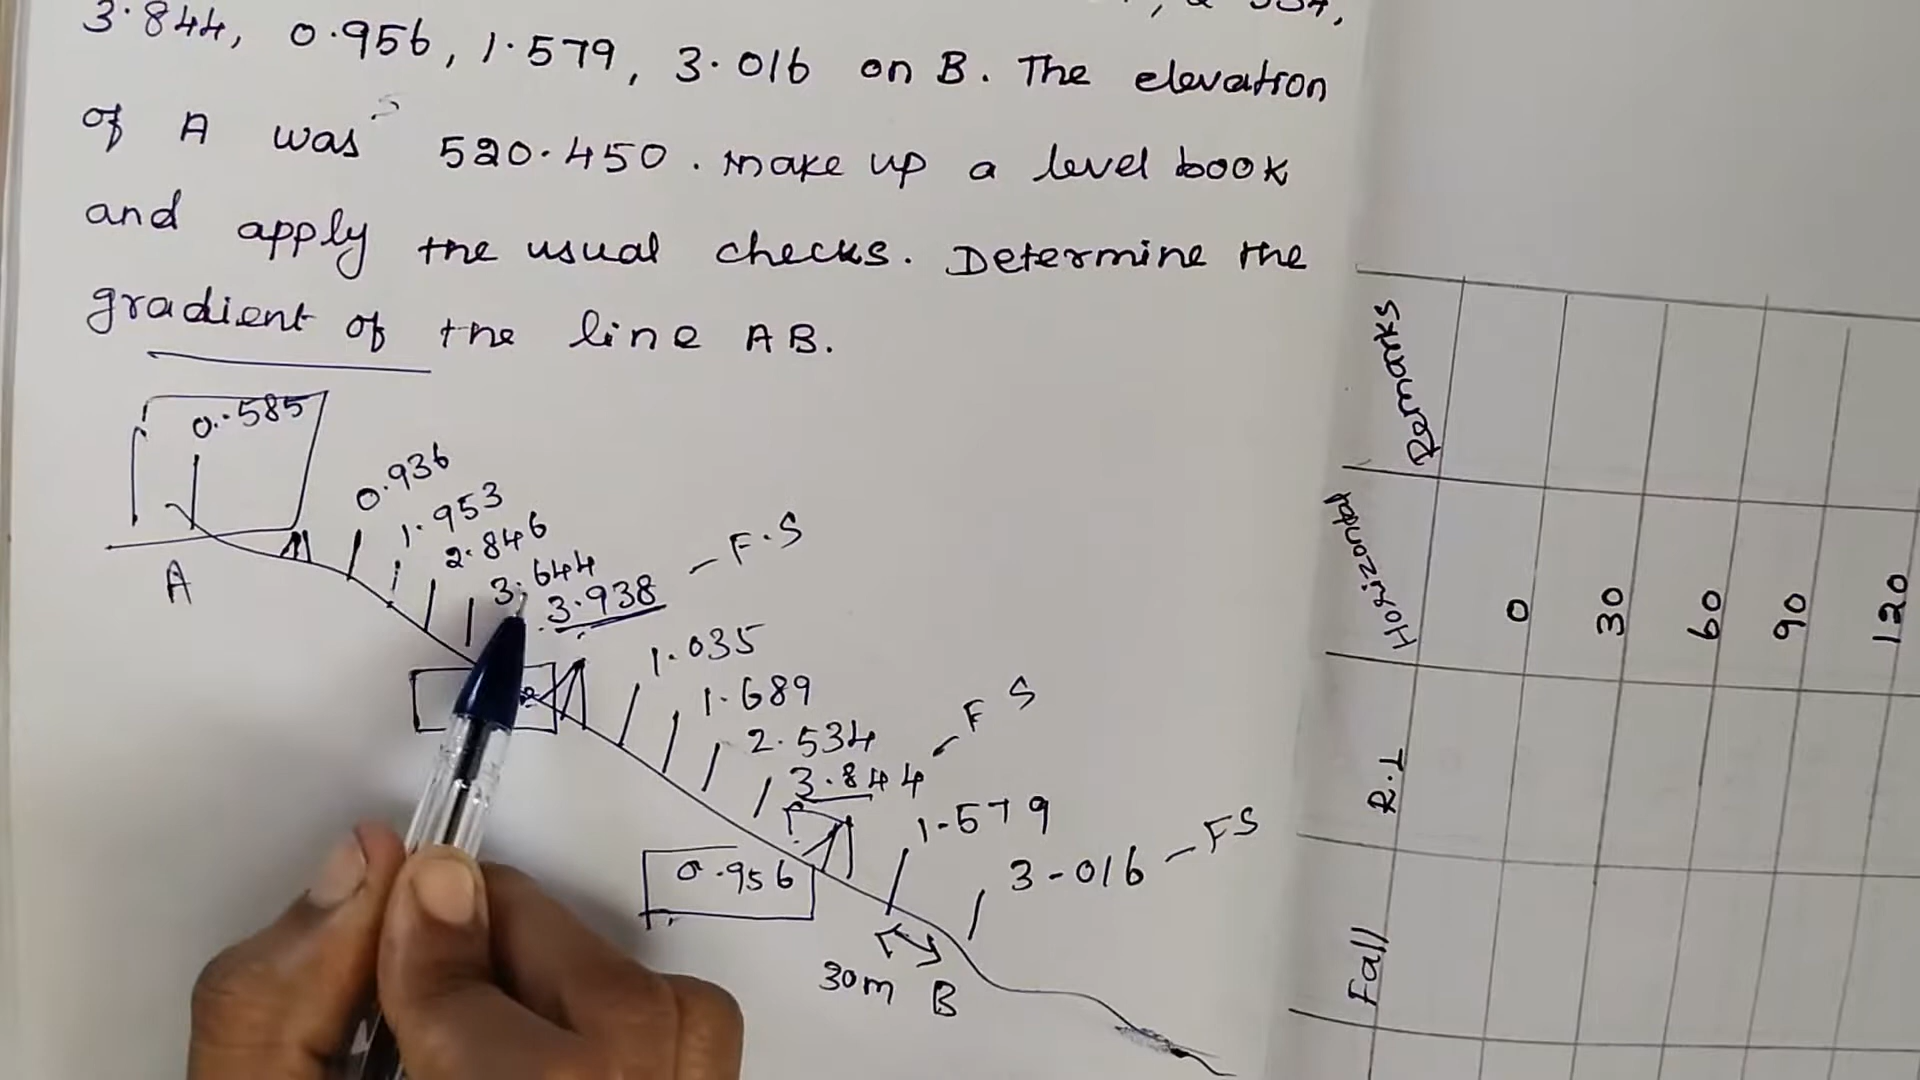 3.844, 0.956, 1.579, 3.016 on B. The elevation
of A was 520.450. make up a level book
and apply the usual checks. Determine the
gradient of the line AB.
0.585
A
0.936
1.953
2.846
3.644
3.938
- F.S
1.035
1.689
2.534
3.844
- F S
0.956
1.579
3.016 - FS
30m
B
Remarks
Horizontal
0
30
60
90
120
R.L
Fall